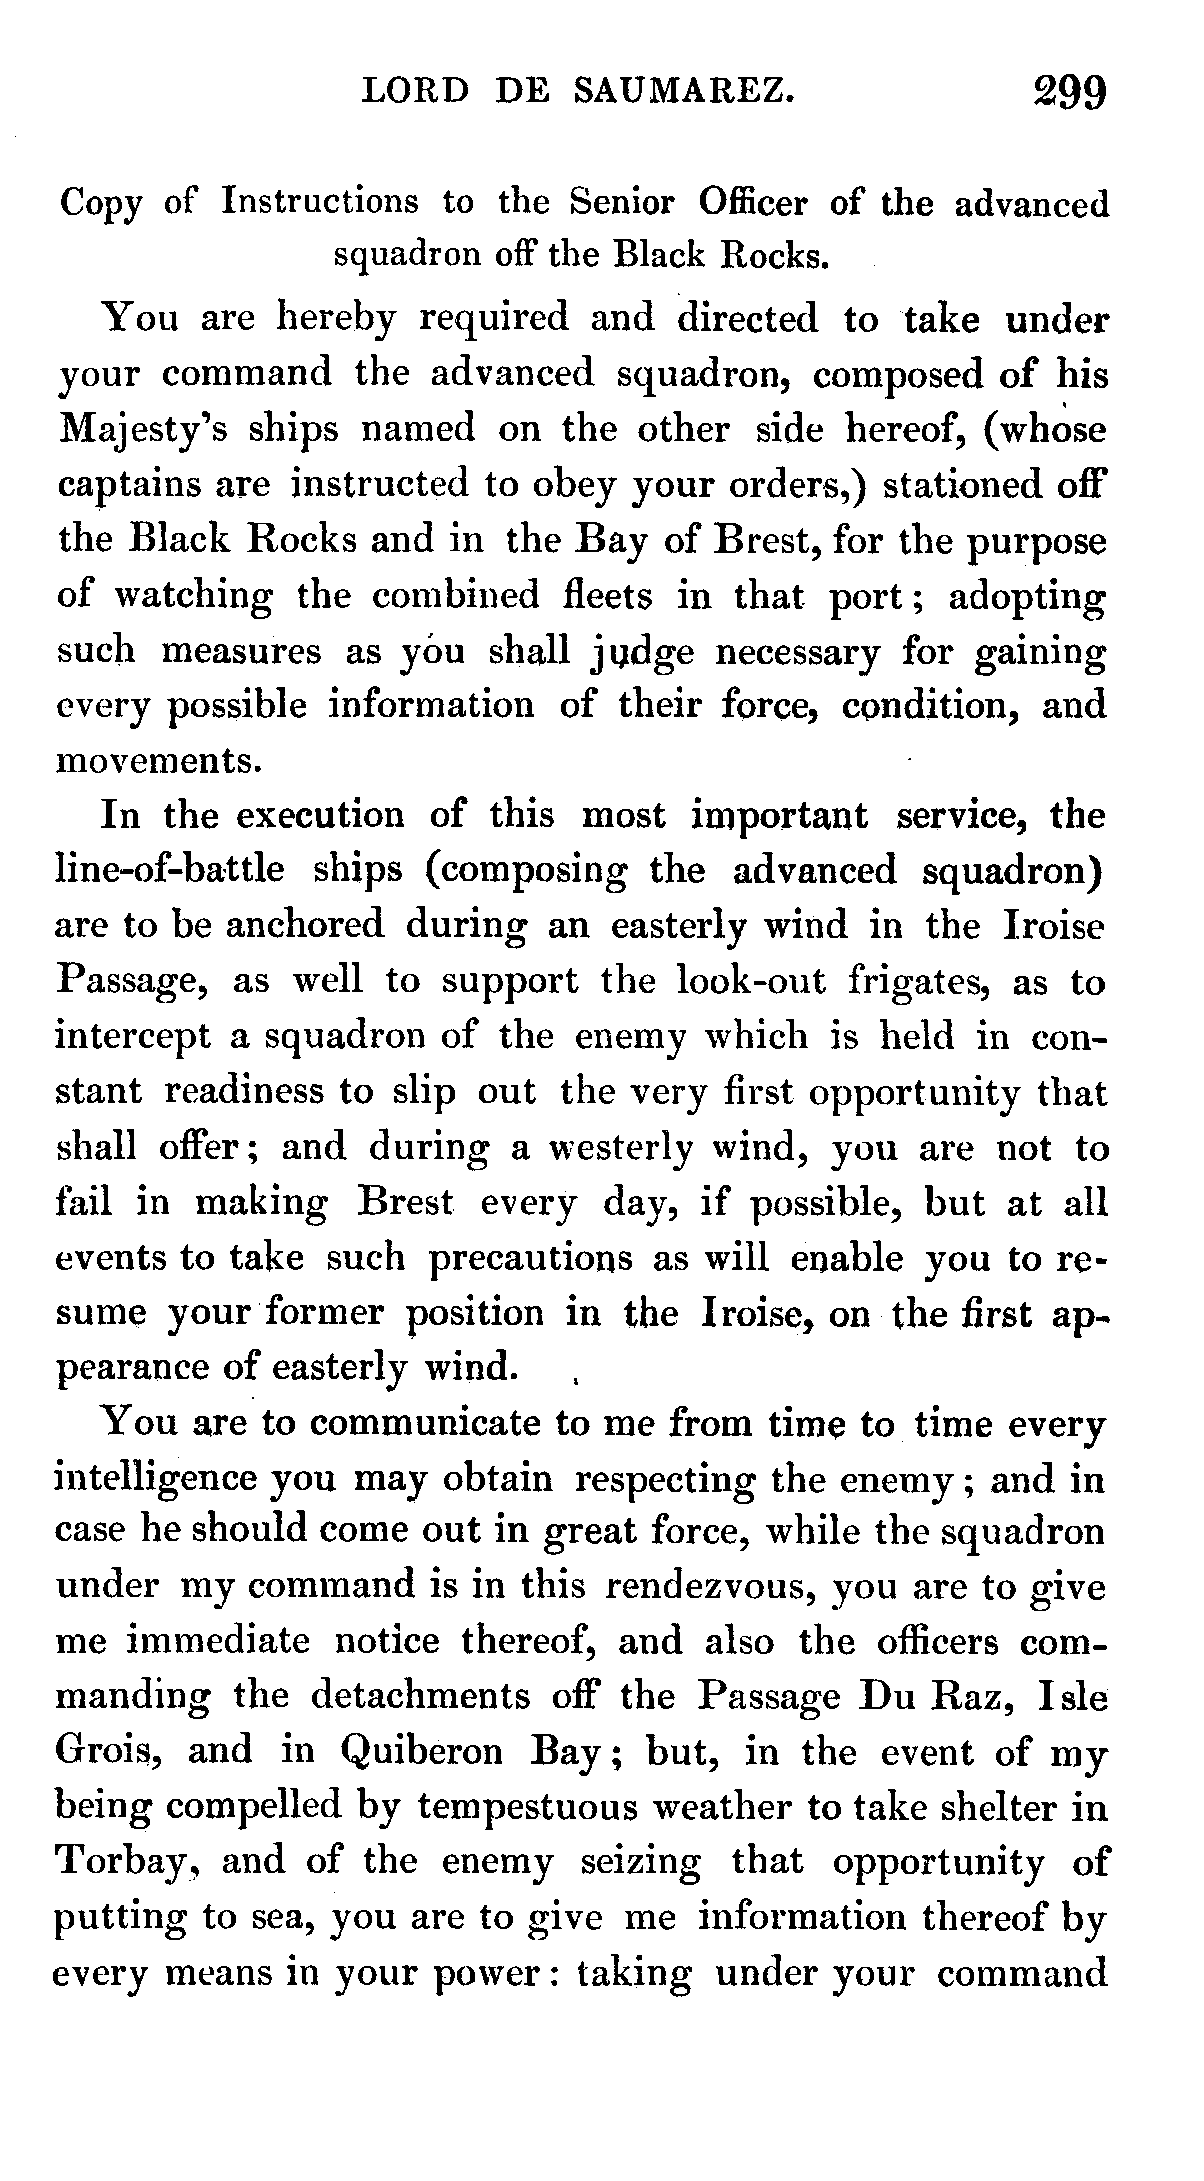 LORD DE SAUMAREZ. 299
Copy of Instructions to the Senior Officer of the advanced
squadron off the Black Rocks.
You are hereby required and directed to take under
your command the advanced squadron, composed of his
Majesty's ships named on the other side hereof, (whose
captains are instructed to obey your orders,) stationed off
the Black Rocks and in the Bay of Brest, for the purpose
of watching the combined fleets in that port; adopting
such measures as you shall judge necessary for gaining
every possible information of their force, condition, and
movements.
In the execution of this most important service, the
line-of-battle ships (composing the advanced squadron)
are to be anchored during an easterly wind in the Iroise
Passage, as well to support the look-out frigates, as to
intercept a squadron of the enemy which is held in con-
stant readiness to slip out the very first opportunity that
shall offer; and during a westerly wind, you are not to
fail in making Brest every day, if possible, but at all
events to take such precautions as will enable you to re-
sume your former position in the Iroise, on the first ap-
pearance of easterly wind.
You are to communicate to me from time to time every
intelligence you may obtain respecting the enemy; and in
case he should come out in great force, while the squadron
under my command is in this rendezvous, you are to give
me immediate notice thereof, and also the officers com-
manding the detachments off the Passage Du Raz, Isle
Grois, and in Quiberon Bay; but, in the event of my
being compelled by tempestuous weather to take shelter in
Torbay, and of the enemy seizing that opportunity of
putting to sea, you are to give me information thereof by
every means in your power: taking under your command